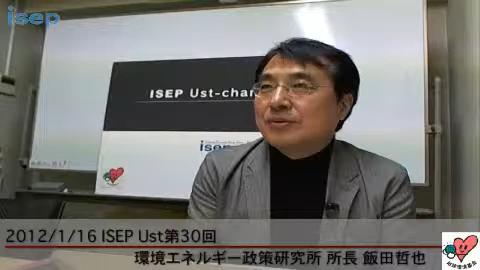 isep
ISEP Ust-chan
isep
2012/1/16 ISEP Ust第30回
環境エネルギー政策研究所 所長 飯田哲也